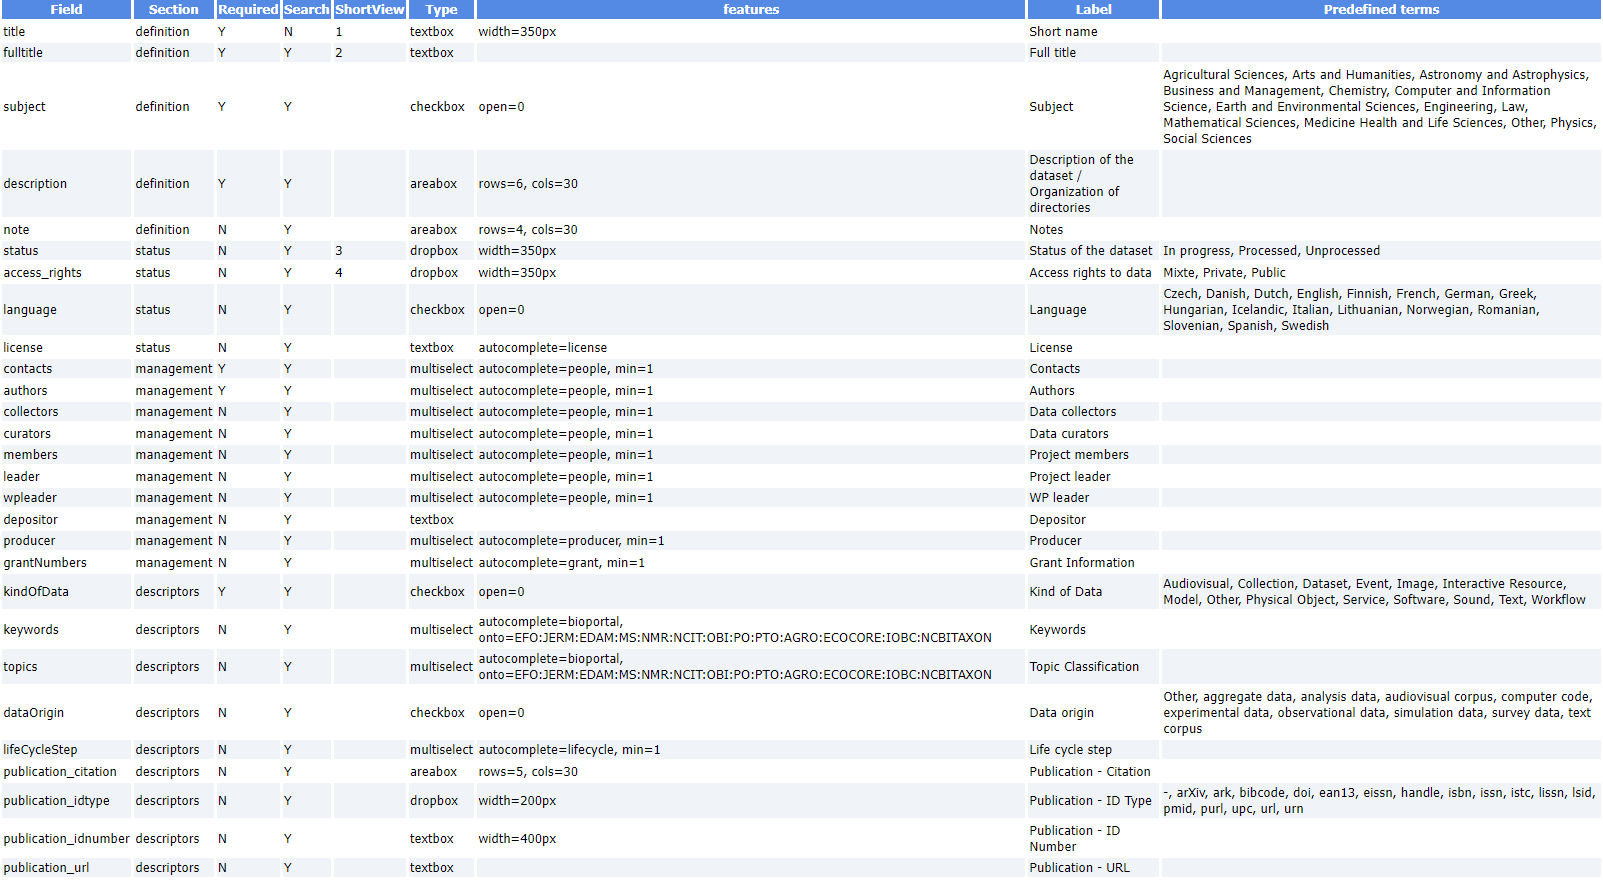 Field Section Required Search ShortView Type features Label Predefined terms
title definition Y N 1 textbox width=350px Short name
fulltitle definition Y Y 2 textbox Full title
subject definition Y Y checkbox open=0 Subject Agricultural Sciences, Arts and Humanities, Astronomy and Astrophysics,
Business and Management, Chemistry, Computer and Information
Science, Earth and Environmental Sciences, Engineering, Law,
Mathematical Sciences, Medicine Health and Life Sciences, Other, Physics,
Social Sciences
description definition Y Y areabox rows=6, cols=30 Description of the
dataset /
Organization of
directories
note definition N Y areabox rows=4, cols=30 Notes
status status N Y 3 dropbox width=350px Status of the dataset In progress, Processed, Unprocessed
access_rights status N Y 4 dropbox width=350px Access rights to data Mixte, Private, Public
language status N Y checkbox open=0 Language Czech, Danish, Dutch, English, Finnish, French, German, Greek,
Hungarian, Icelandic, Italian, Lithuanian, Norwegian, Romanian,
Slovenian, Spanish, Swedish
license status N Y textbox autocomplete=license License
contacts management Y Y multiselect autocomplete=people, min=1 Contacts
authors management Y Y multiselect autocomplete=people, min=1 Authors
collectors management N Y multiselect autocomplete=people, min=1 Data collectors
curators management N Y multiselect autocomplete=people, min=1 Data curators
members management N Y multiselect autocomplete=people, min=1 Project members
leader management N Y multiselect autocomplete=people, min=1 Project leader
wpleader management N Y multiselect autocomplete=people, min=1 WP leader
depositor management N Y textbox Depositor
producer management N Y multiselect autocomplete=producer, min=1 Producer
grantNumbers management N Y multiselect autocomplete=grant, min=1 Grant Information
kindOfData descriptors Y Y checkbox open=0 Kind of Data Audiovisual, Collection, Dataset, Event, Image, Interactive Resource,
Model, Other, Physical Object, Service, Software, Sound, Text, Workflow
keywords descriptors N Y multiselect autocomplete=bioportal,
onto=EFO:JERM:EDAM:MS:NMR:NCIT:OBI:PO:PTO:AGRO:ECOCORE:IOBC:NCBITAXON Keywords
topics descriptors N Y multiselect autocomplete=bioportal,
onto=EFO:JERM:EDAM:MS:NMR:NCIT:OBI:PO:PTO:AGRO:ECOCORE:IOBC:NCBITAXON Topic Classification
dataOrigin descriptors N Y checkbox open=0 Data origin Other, aggregate data, analysis data, audiovisual corpus, computer code,
experimental data, observational data, simulation data, survey data, text
corpus
lifeCycleStep descriptors N Y multiselect autocomplete=lifecycle, min=1 Life cycle step
publication_citation descriptors N Y areabox rows=5, cols=30 Publication - Citation
publication_idtype descriptors N Y dropbox width=200px Publication - ID Type -, arXiv, ark, bibcode, doi, ean13, eissn, handle, isbn, issn, istc, lissn, lsid,
pmid, purl, upc, url, urn
publication_idnumber descriptors N Y textbox width=400px Publication - ID
Number
publication_url descriptors N Y textbox Publication - URL